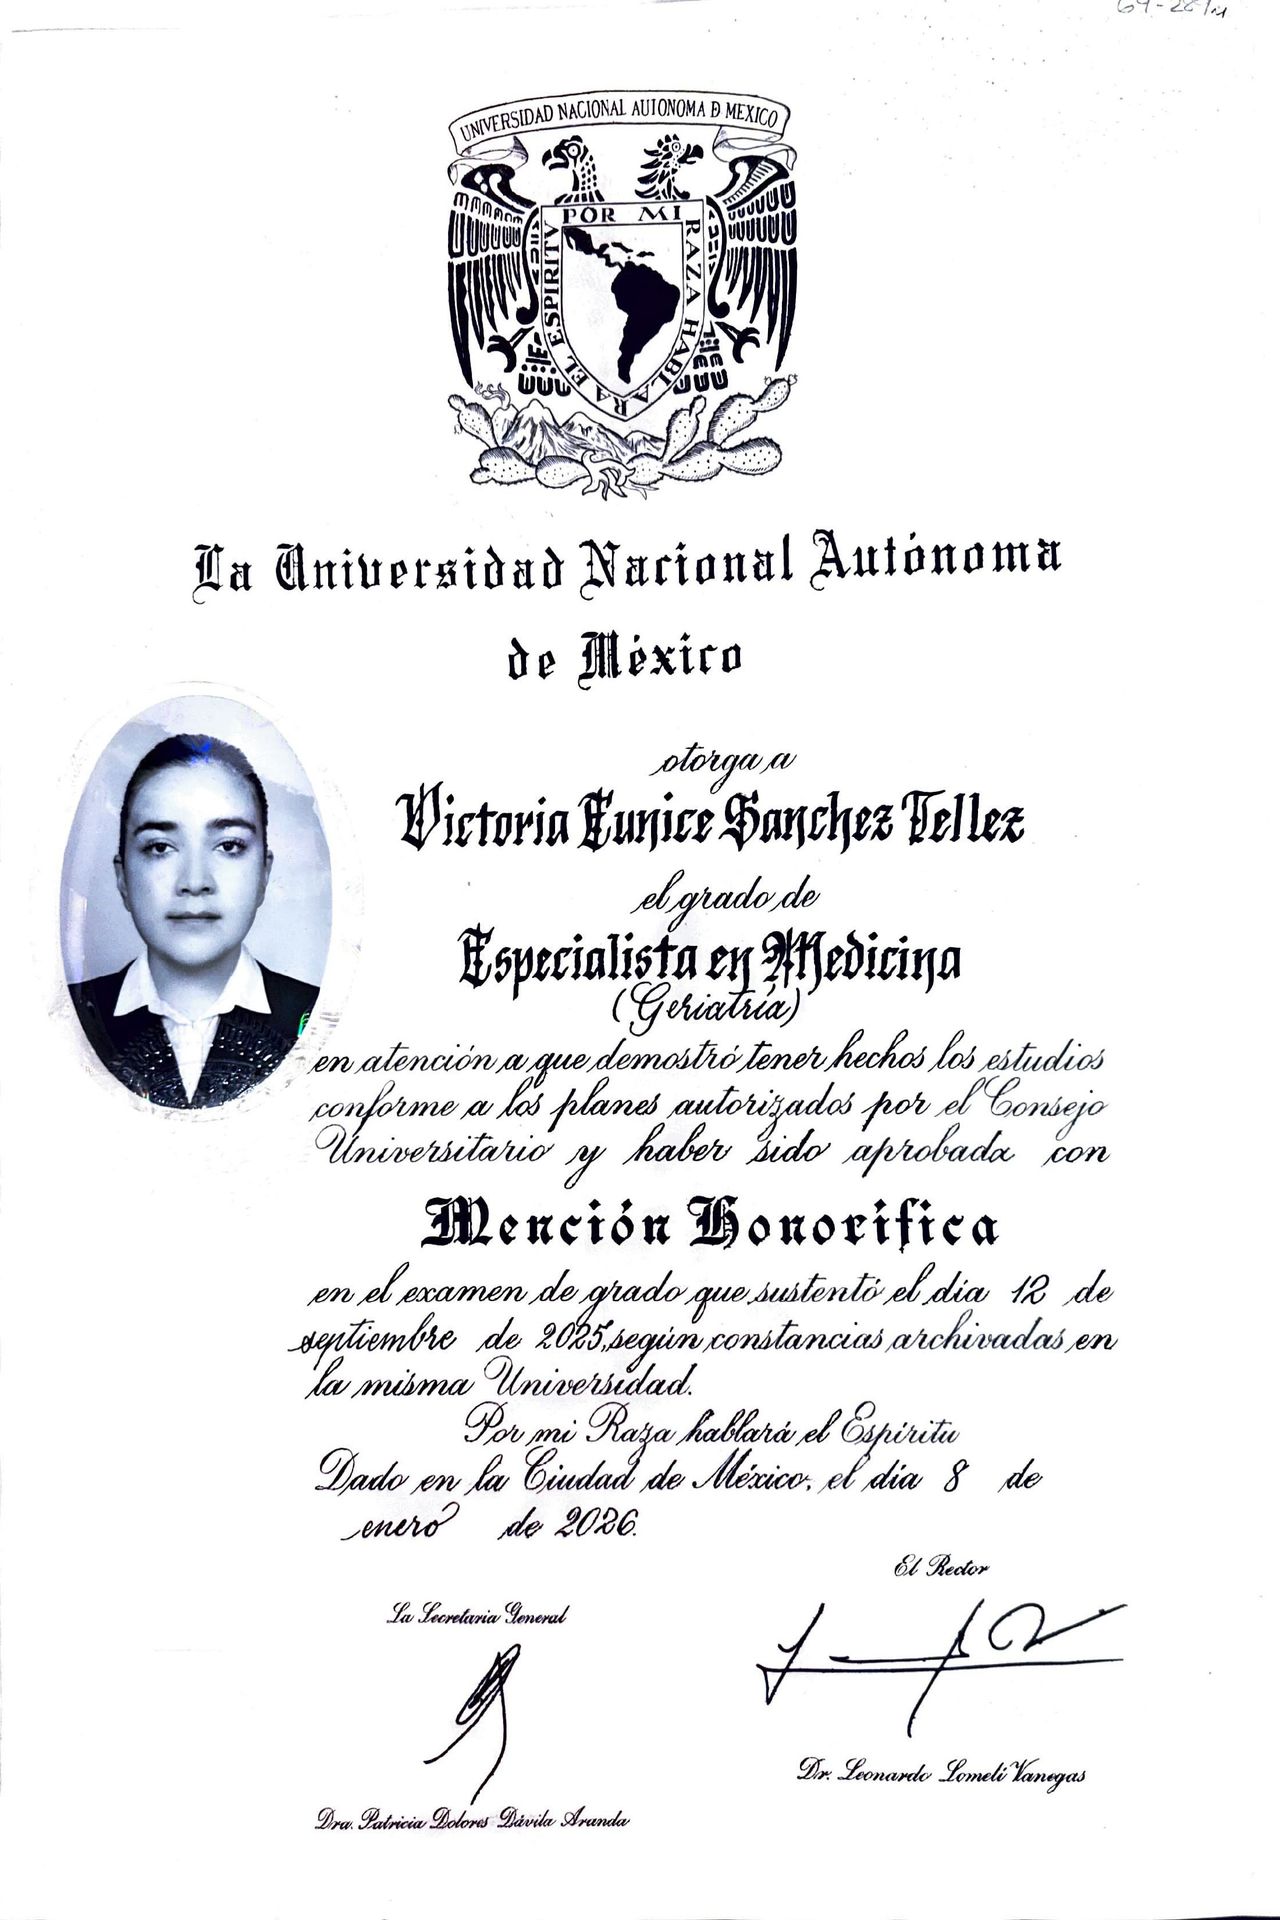 69-281M
UNIVERSIDAD NACIONAL AUTONOMA D MEXICO
POR MI RAZA HABLARA EL ESPIRITV
La Universidad Nacional Autónoma
de México
otorga a
Victoria Eunice Sanchez Tellez
el grado de
Especialista en Medicina
(Geriatría)
en atención a que demostró tener hechos los estudios
conforme a los planes autorizados por el Consejo
Universitario y haber sido aprobada con
Mención Honorífica
en el examen de grado que sustentó el día 12 de
septiembre de 2025, según constancias archivadas en
la misma Universidad.
Por mi Raza hablará el Espíritu
Dado en la Ciudad de México, el día 8 de
enero de 2026.
El Rector
La Secretaria General
Dr. Leonardo Lomelí Vanegas
Dra. Patricia Dolores Dávila Aranda